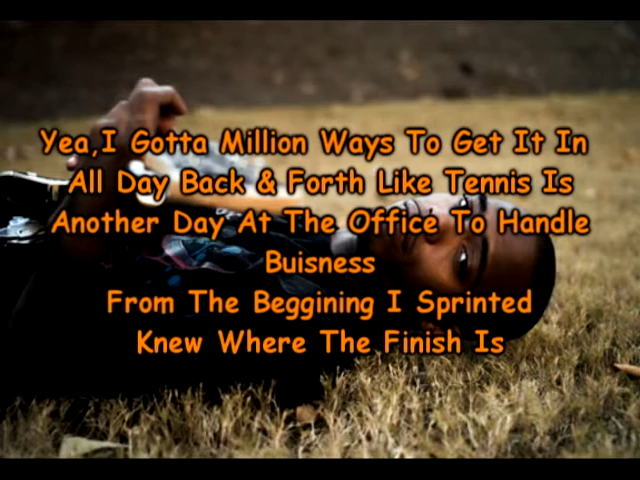 Yea,I Gotta Million Ways To Get It In
All Day Back & Forth Like Tennis Is
Another Day At The Office To Handle
Buisness
From The Beggining I Sprinted
Knew Where The Finish Is